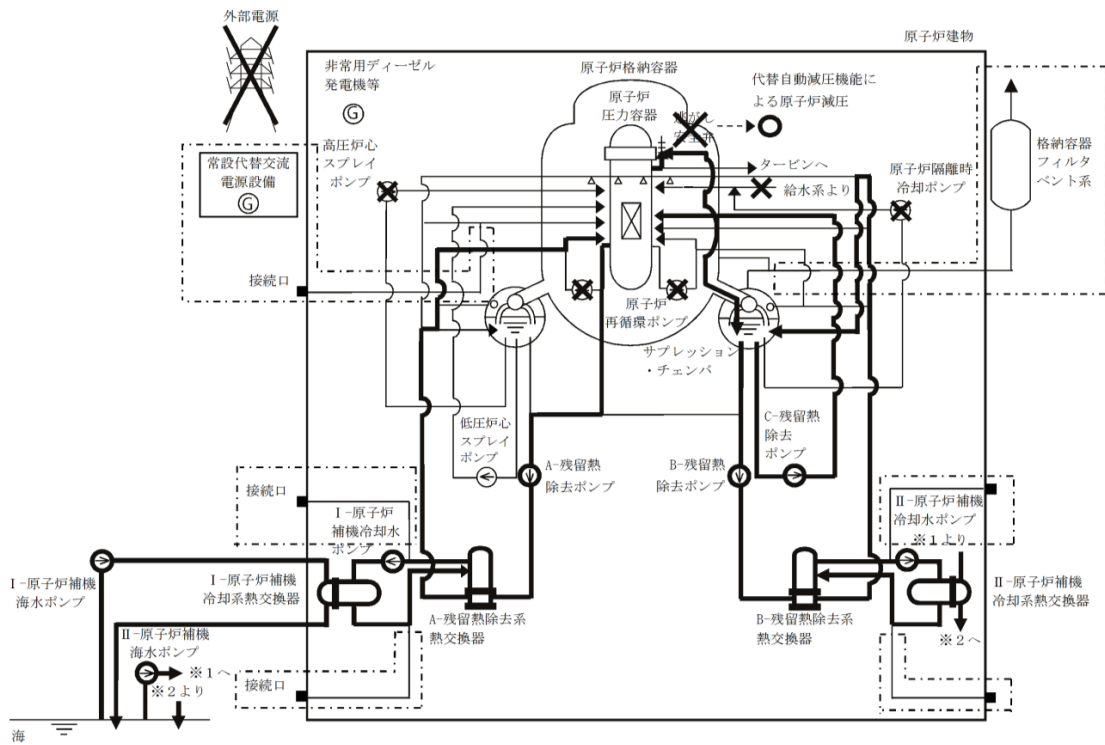 外部電源
原子炉建物
非常用ディーゼル
発電機等
G
原子炉格納容器
原子炉
圧力容器
逃がし
安全弁
代替自動減圧機能に
よる原子炉減圧
格納容器
フィルタ
ベント系
常設代替交流
電源設備
G
高圧炉心
スプレイ
ポンプ
タービンへ
給水系より
原子炉隔離時
冷却ポンプ
接続口
原子炉
再循環ポンプ
サプレッション
・チェンバ
低圧炉心
スプレイ
ポンプ
A-残留熱
除去ポンプ
B-残留熱
除去ポンプ
C-残留熱
除去
ポンプ
接続口
Ⅰ-原子炉
補機冷却水
ポンプ
Ⅱ-原子炉補機
冷却水ポンプ
※1より
Ⅰ-原子炉補機
海水ポンプ
Ⅰ-原子炉補機
冷却系熱交換器
A-残留熱除去系
熱交換器
B-残留熱除去系
熱交換器
Ⅱ-原子炉補機
冷却系熱交換器
※2へ
Ⅱ-原子炉補機
海水ポンプ
※1へ
※2より
接続口
海